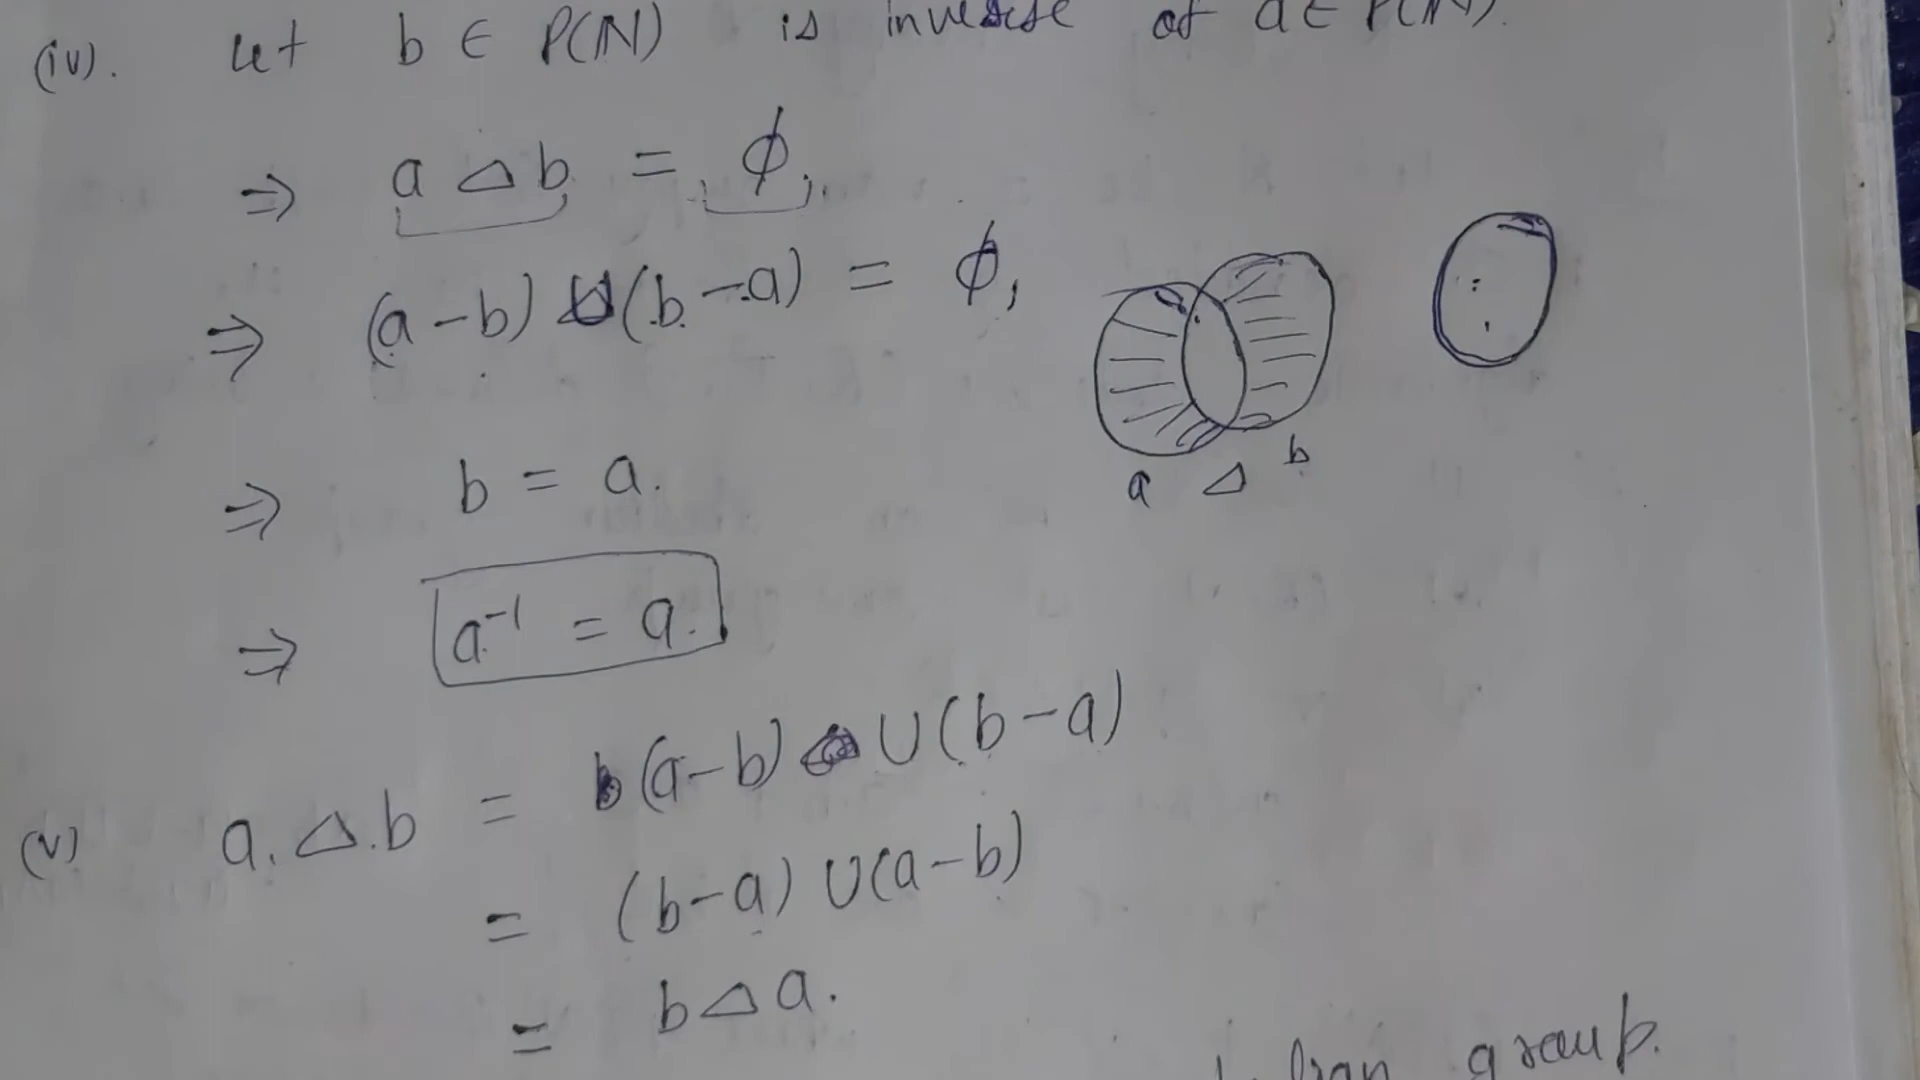 (iv). let b ∈ P(N) is inverse of a ∈ P(N).
⇒ a △ b = ϕ,
⇒ (a-b) U (b-a) = ϕ,
a △ b
⇒ b = a.
⇒ a⁻¹ = a.
(v) a. △. b = (a-b) U (b-a)
= (b-a) U (a-b)
= b △ a.
group.